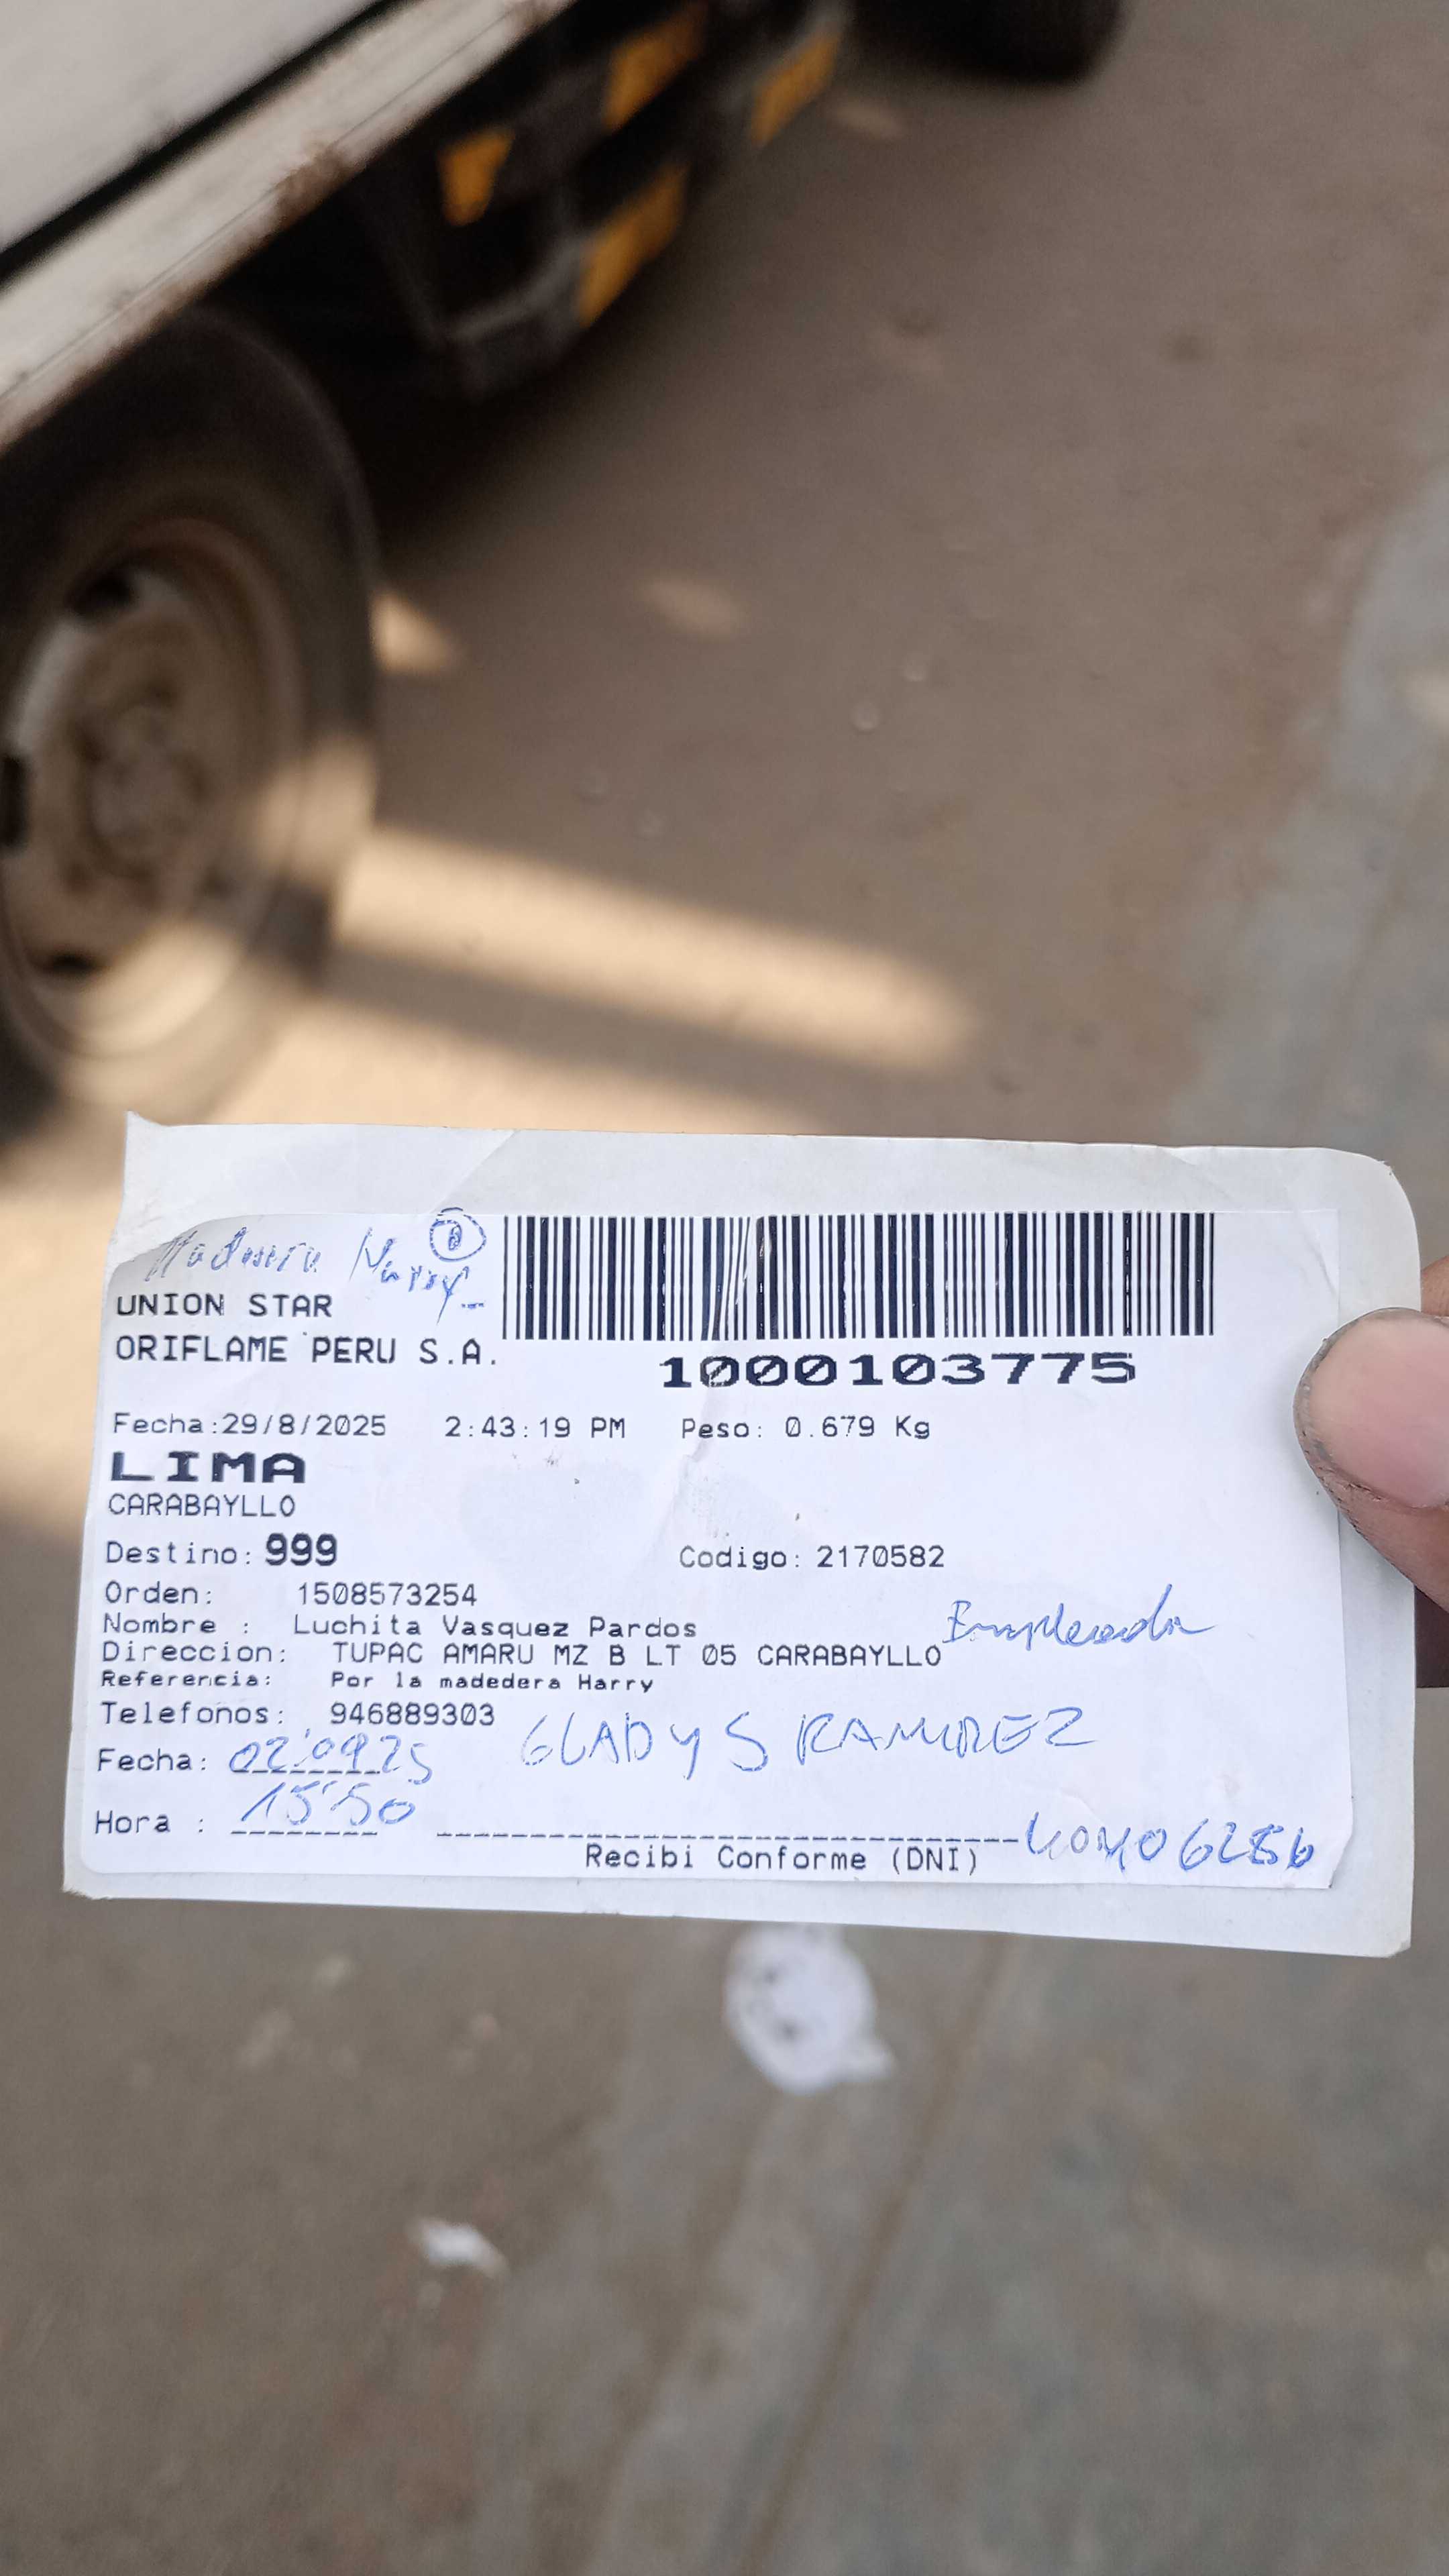 Maderera Harry
UNION STAR
ORIFLAME PERU S.A.
1000103775
Fecha:29/8/2025 2:43:19 PM Peso: 0.679 Kg
LIMA
CARABAYLLO
Destino: 999 Codigo: 2170582
Orden: 1508573254
Nombre : Luchita Vasquez Pardos Empleada
Direccion: TUPAC AMARU MZ B LT 05 CARABAYLLO
Referencia: Por la madedera Harry
Telefonos: 946889303 GLADYS RAMIREZ
Fecha: 02.09.25
Hora : 15:50
Recibi Conforme (DNI)